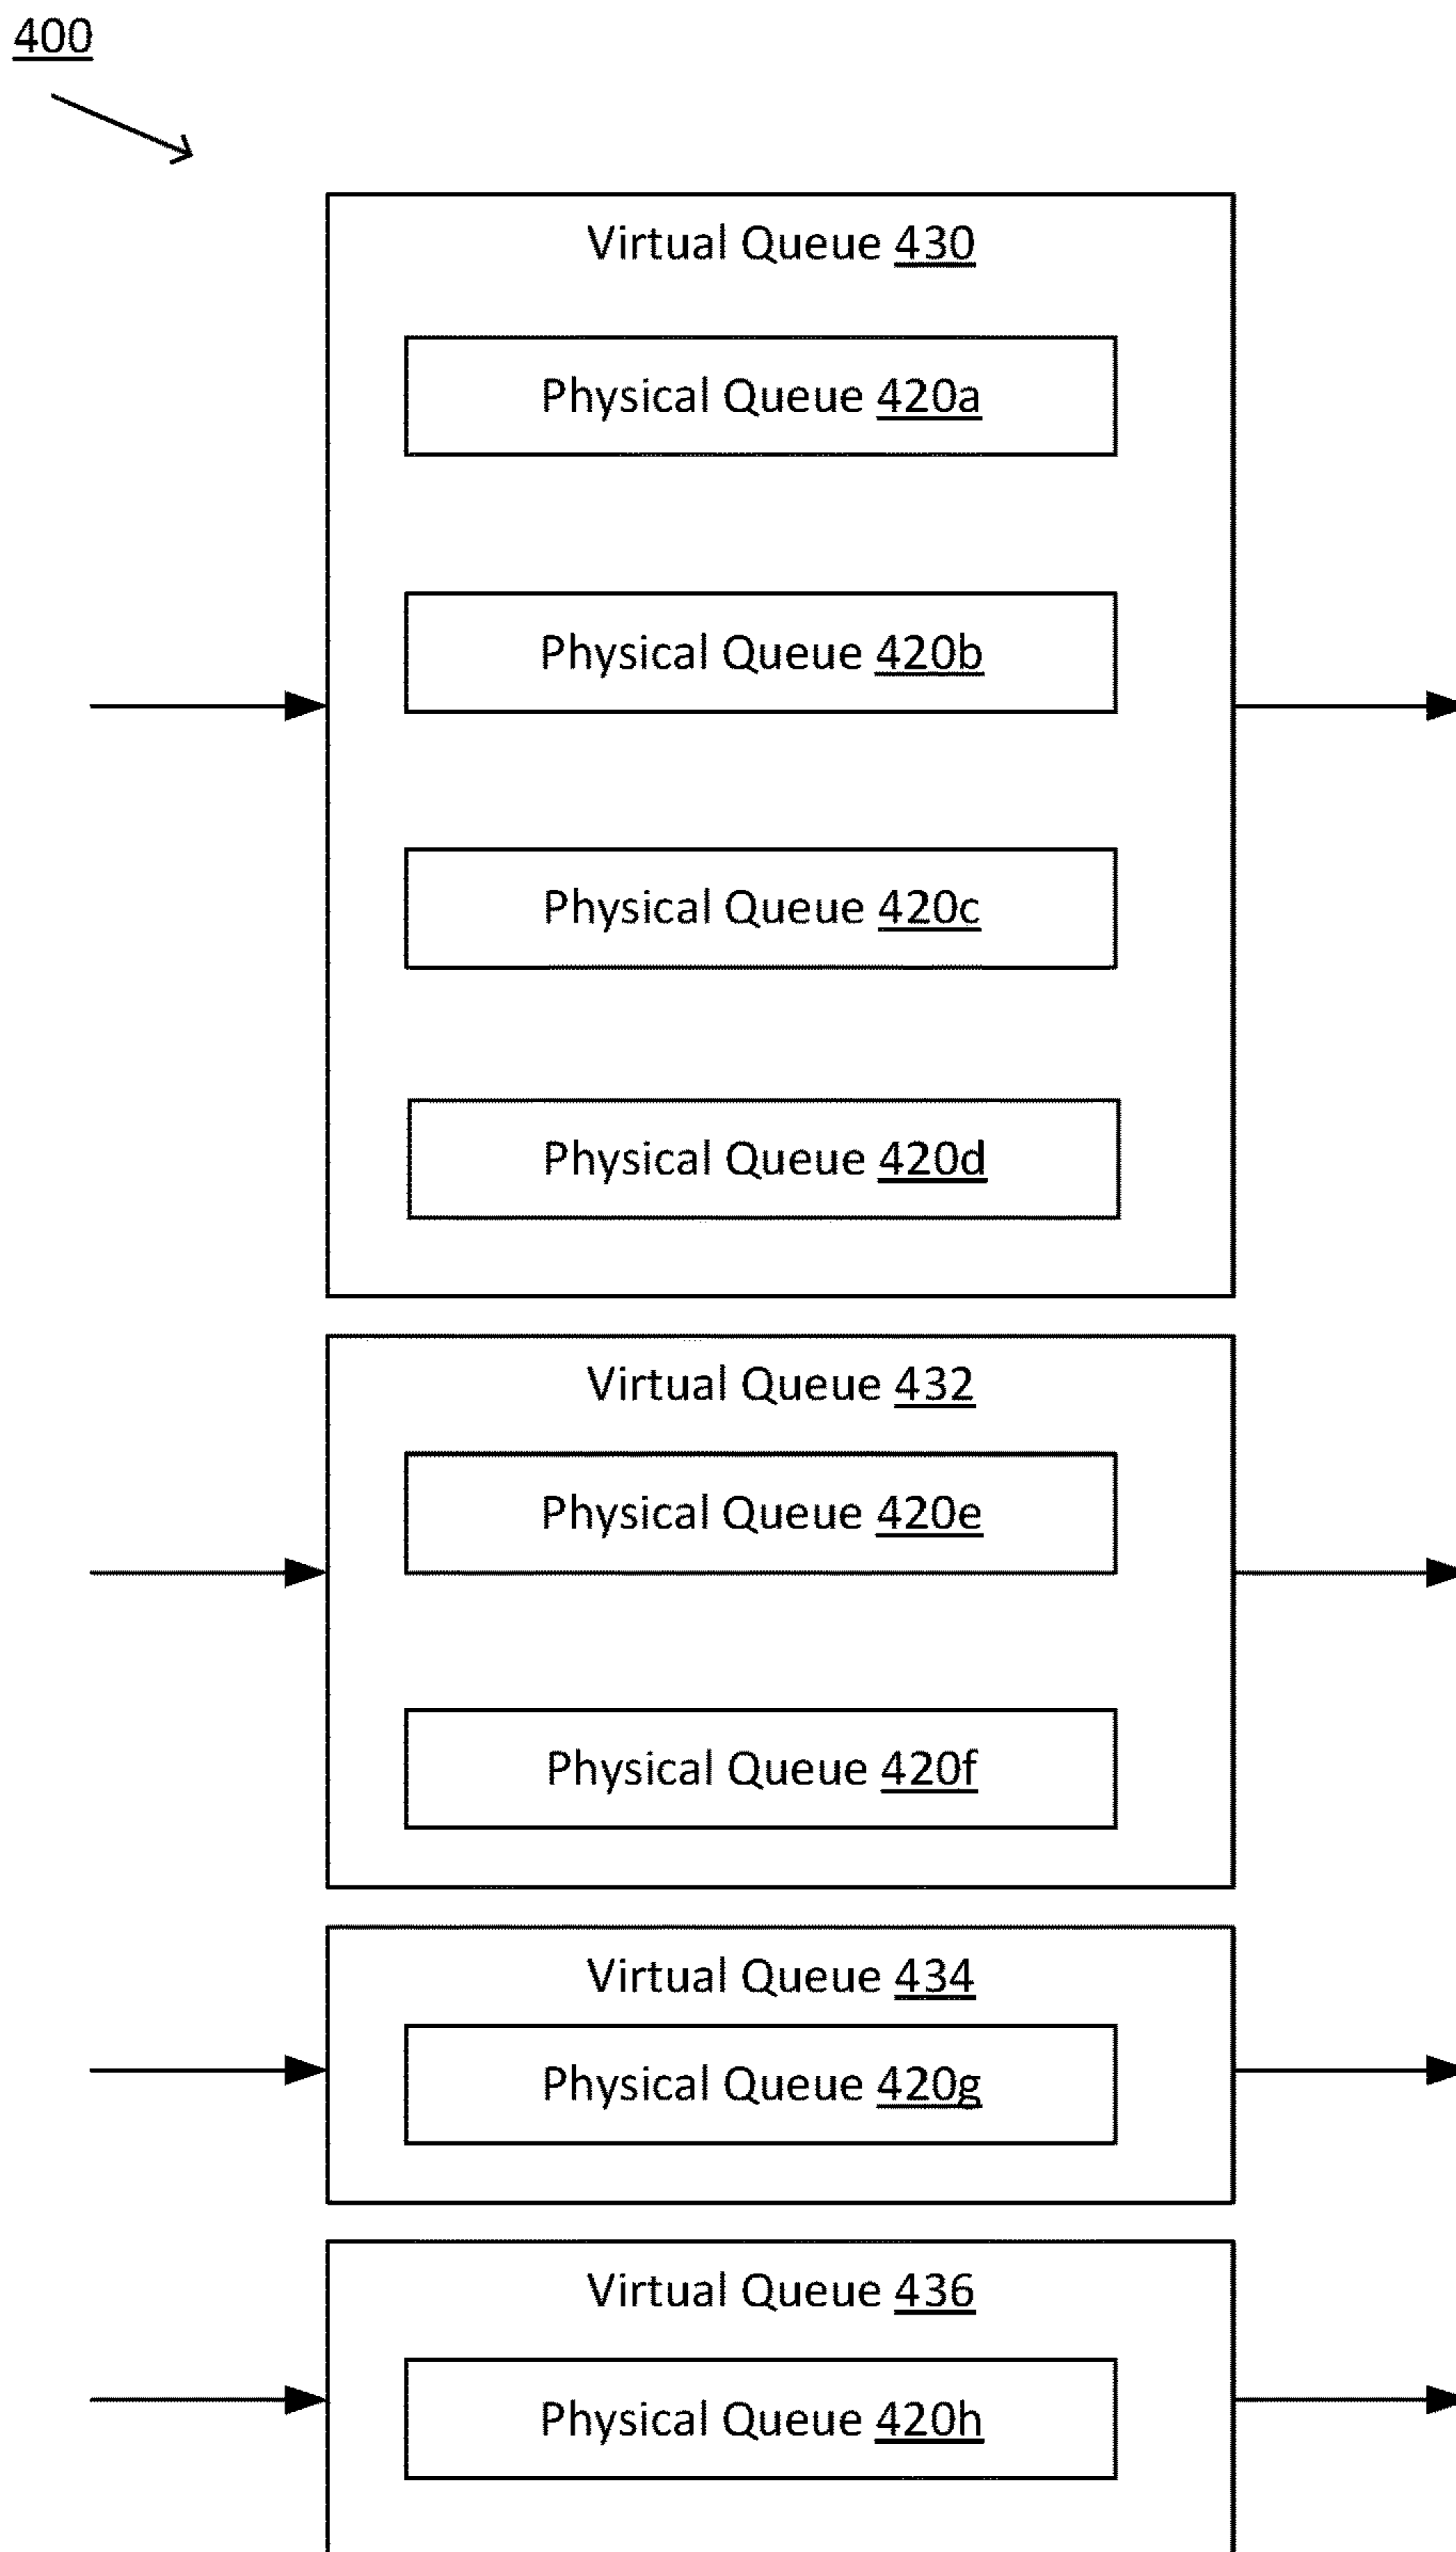 400
Virtual Queue 430
Physical Queue 420a
Physical Queue 420b
Physical Queue 420c
Physical Queue 420d
Virtual Queue 432
Physical Queue 420e
Physical Queue 420f
Virtual Queue 434
Physical Queue 420g
Virtual Queue 436
Physical Queue 420h